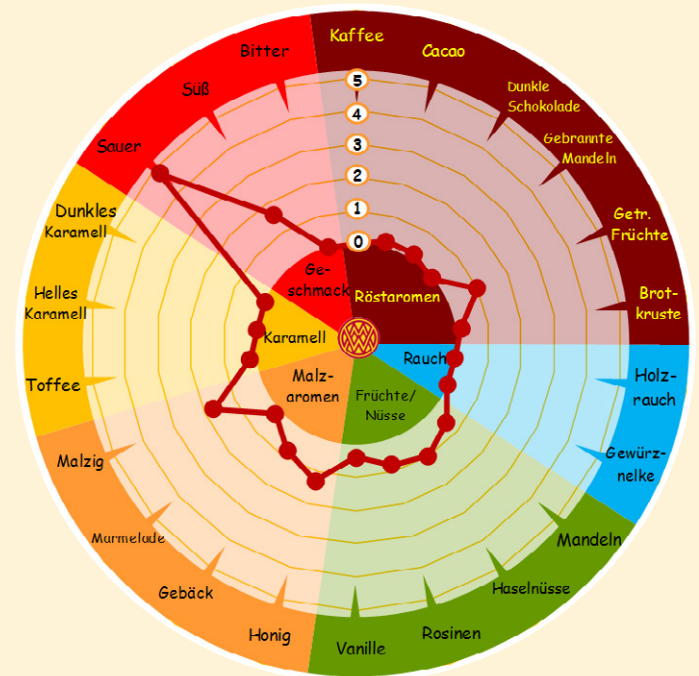 Kaffee
Cacao
Dunkle
Schokolade
Gebrannte
Mandeln
Getr.
Früchte
Brot-
kruste
Holz-
rauch
Gewürz-
nelke
Mandeln
Haselnüsse
Rosinen
Vanille
Honig
Gebäck
Marmelade
Malzig
Toffee
Helles
Karamell
Dunkles
Karamell
Sauer
Süß
Bitter
5
4
3
2
1
0
Ge-
schmack
Röstaromen
Karamell
Rauch
Malz-
aromen
Früchte/
Nüsse